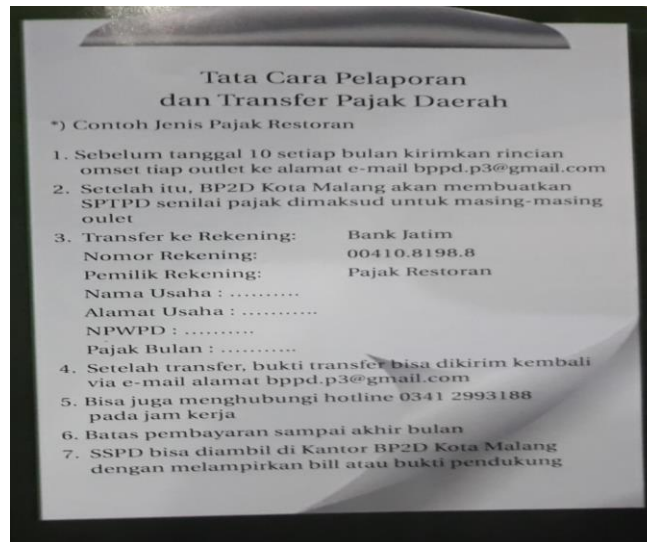 Tata Cara Pelaporan
dan Transfer Pajak Daerah
*) Contoh Jenis Pajak Restoran
1. Sebelum tanggal 10 setiap bulan kirimkan rincian
omset tiap outlet ke alamat e-mail bppd.p3@gmail.com
2. Setelah itu, BP2D Kota Malang akan membuatkan
SPTPD senilai pajak dimaksud untuk masing-masing
oulet
3. Transfer ke Rekening: Bank Jatim
Nomor Rekening: 00410.8198.8
Pemilik Rekening: Pajak Restoran
Nama Usaha : ..........
Alamat Usaha : ...........
NPWPD : ..........
Pajak Bulan : ...........
4. Setelah transfer, bukti transfer bisa dikirim kembali
via e-mail alamat bppd.p3@gmail.com
5. Bisa juga menghubungi hotline 0341 2993188
pada jam kerja
6. Batas pembayaran sampai akhir bulan
7. SSPD bisa diambil di Kantor BP2D Kota Malang
dengan melampirkan bill atau bukti pendukung